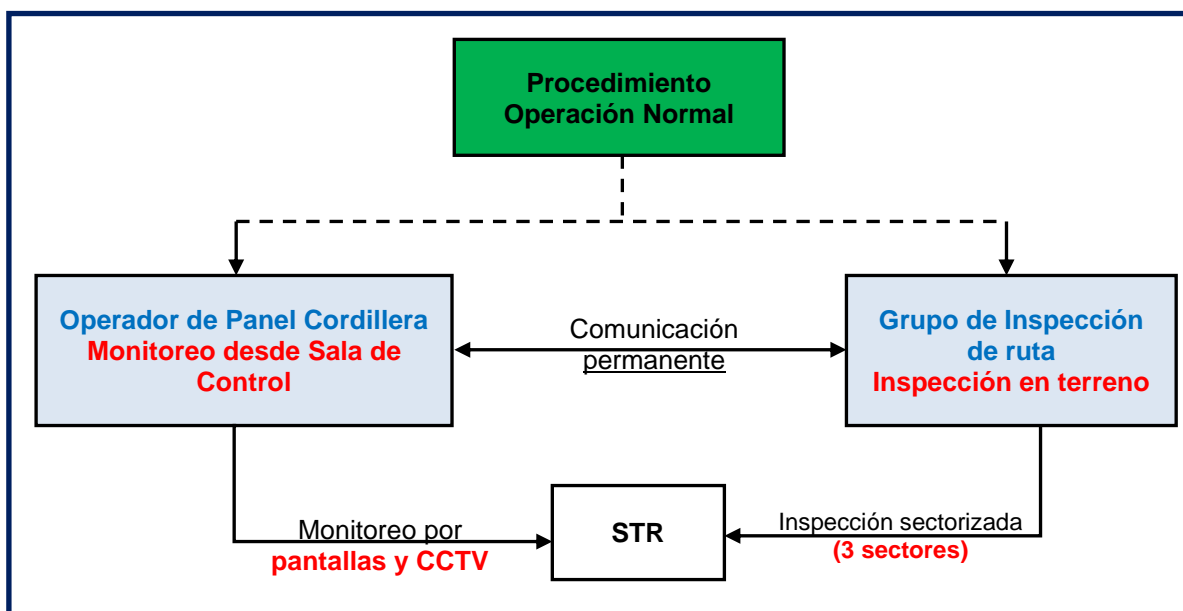 Procedimiento
Operación Normal
Operador de Panel Cordillera
Monitoreo desde Sala de
Control
Comunicación
permanente
Grupo de Inspección
de ruta
Inspección en terreno
Monitoreo por
pantallas y CCTV
STR
Inspección sectorizada
(3 sectores)